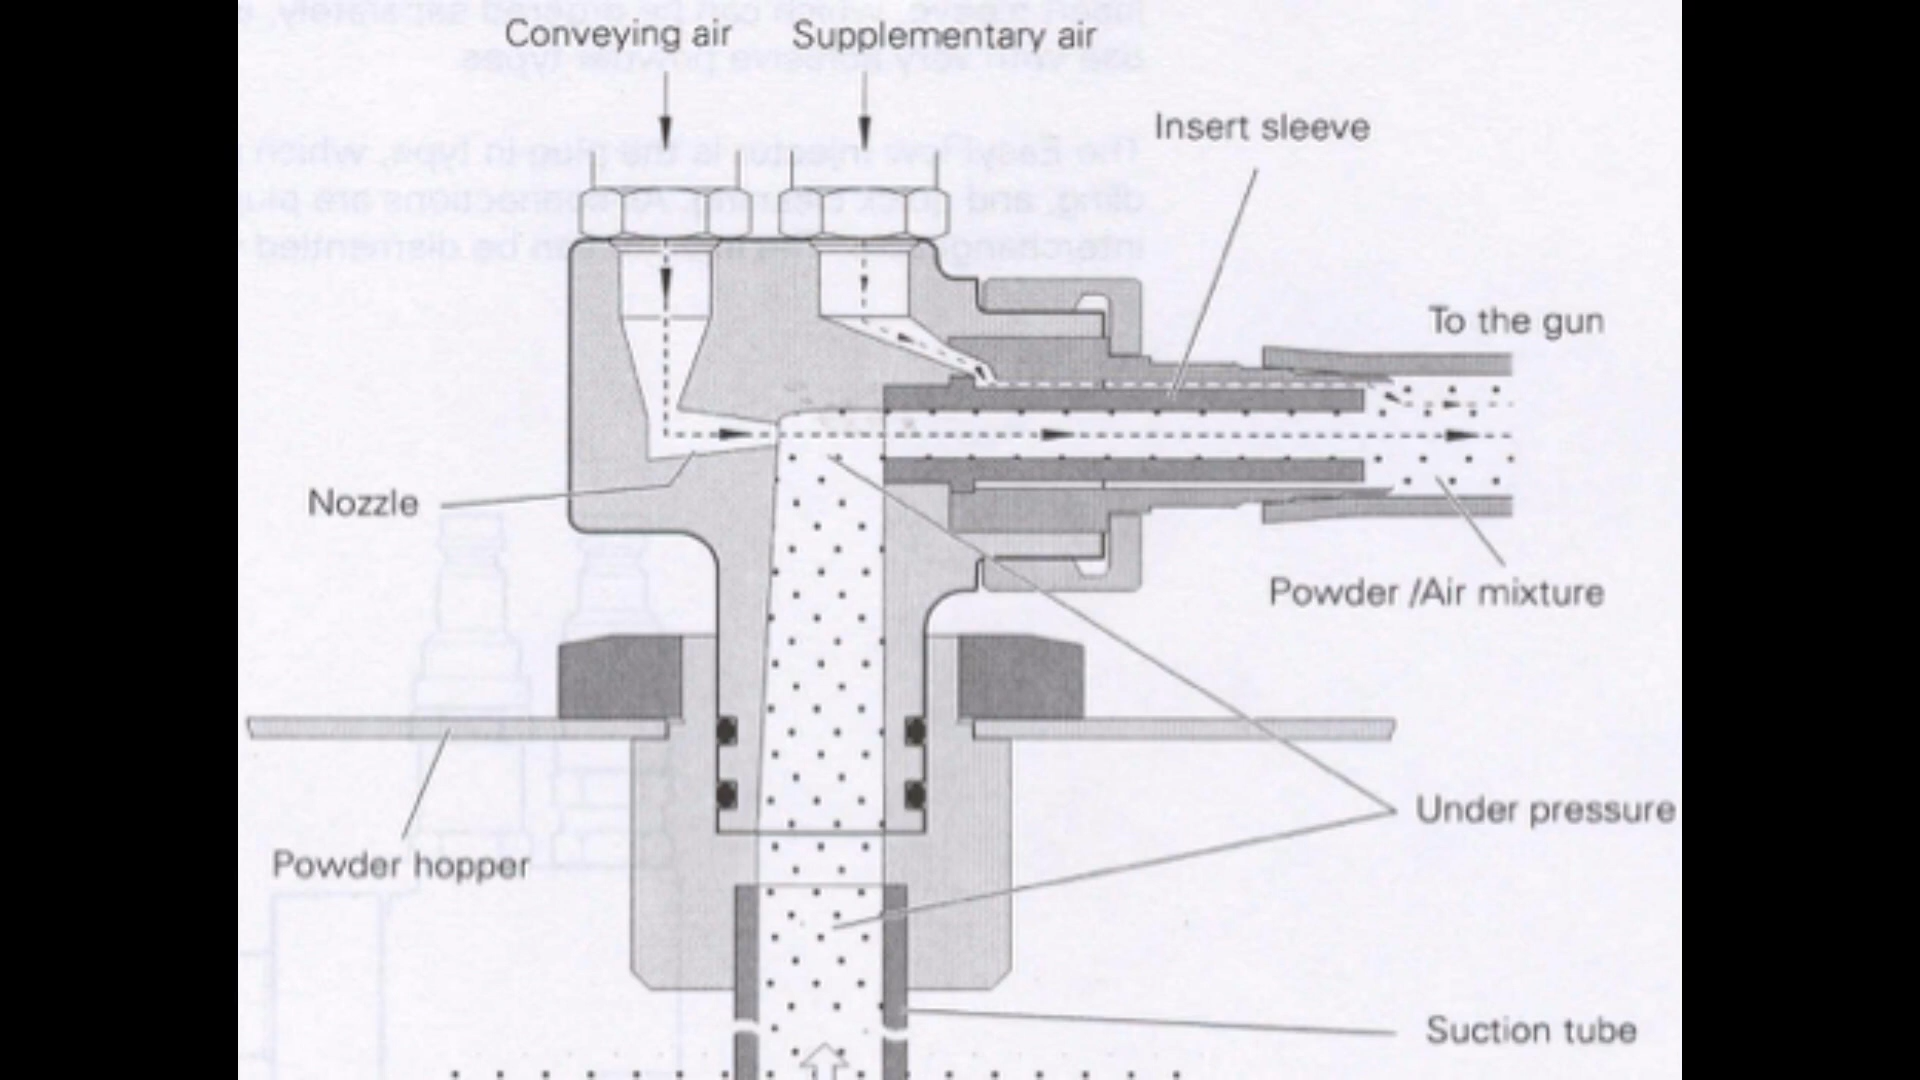 Conveying air
Supplementary air
Insert sleeve
To the gun
Nozzle
Powder /Air mixture
Under pressure
Powder hopper
Suction tube